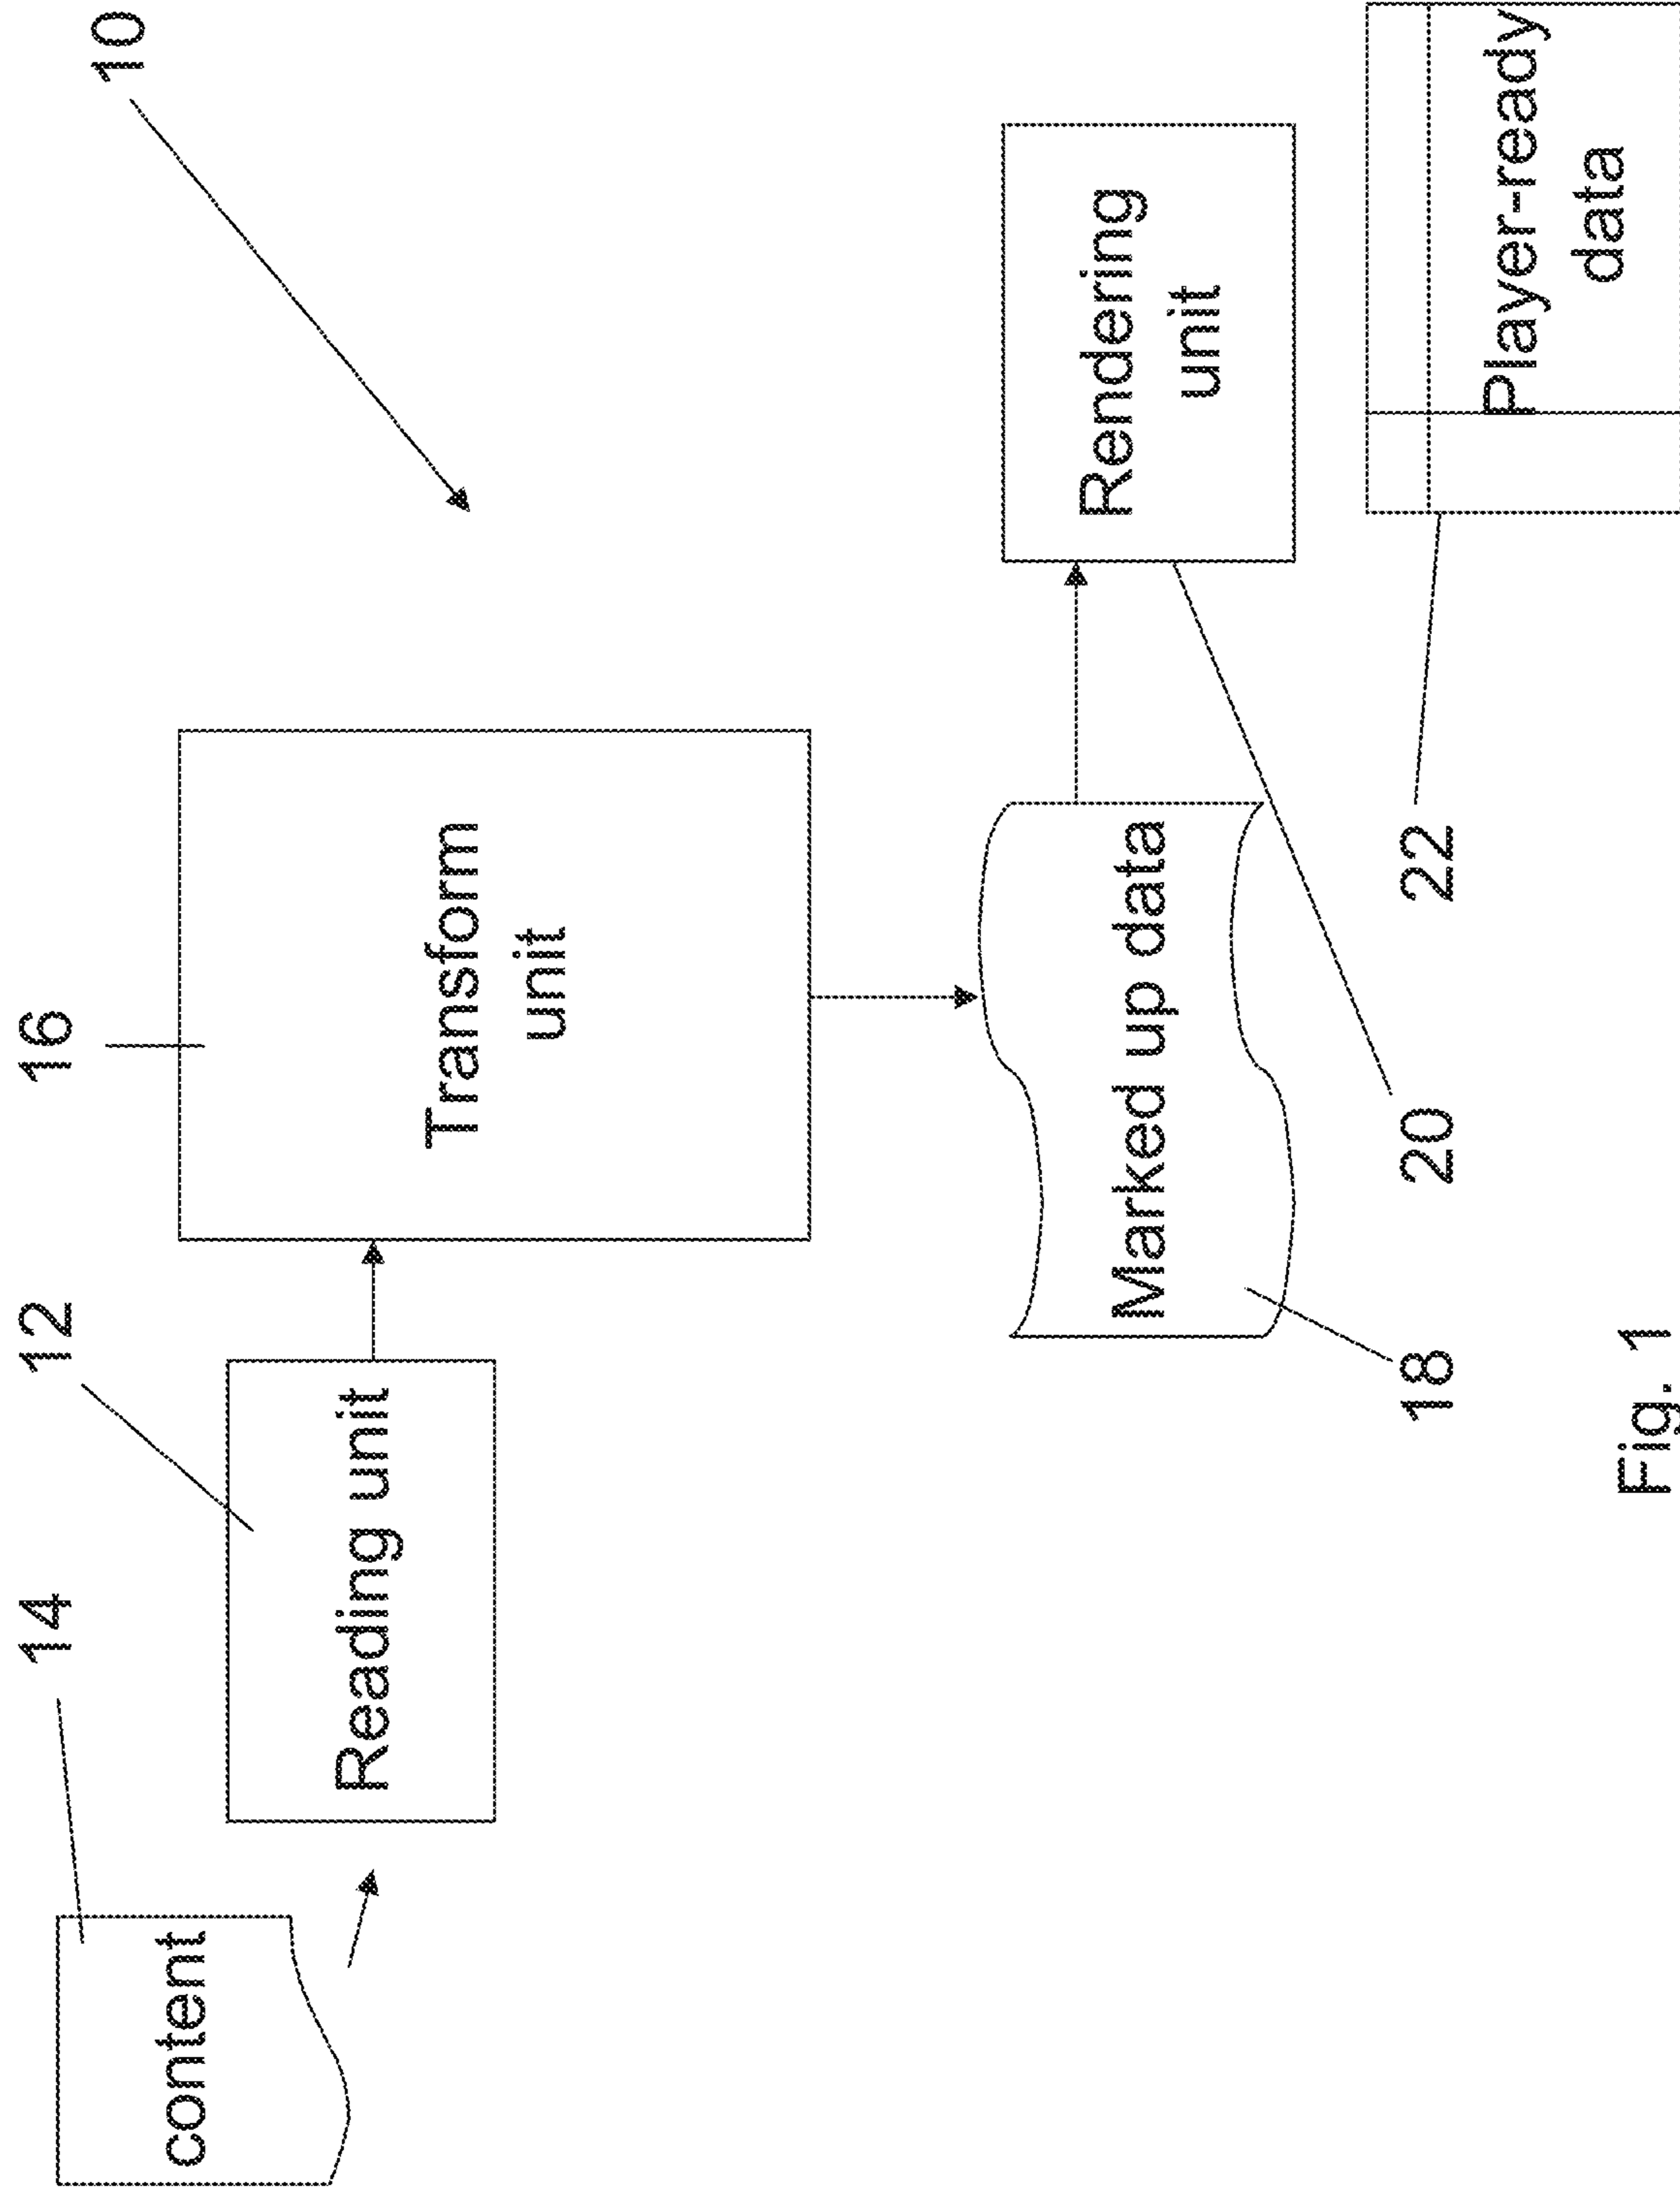 10
16
12
14
content
Reading unit
Transform
unit
Marked up data
Rendering
unit
Player-ready
data
18
20
22
Fig. 1